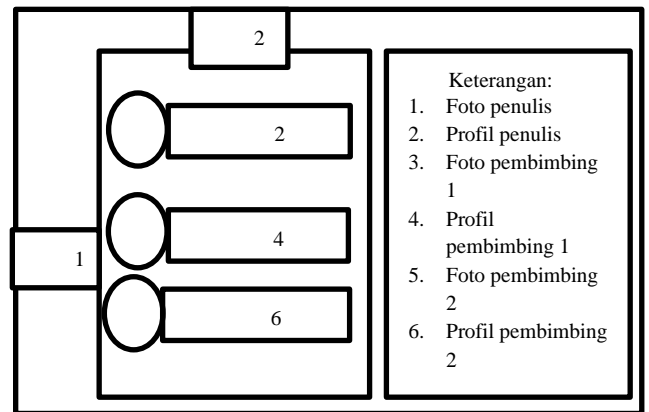 2
2
4
1
6
Keterangan:
1. Foto penulis
2. Profil penulis
3. Foto pembimbing
1
4. Profil
pembimbing 1
5. Foto pembimbing
2
6. Profil pembimbing
2